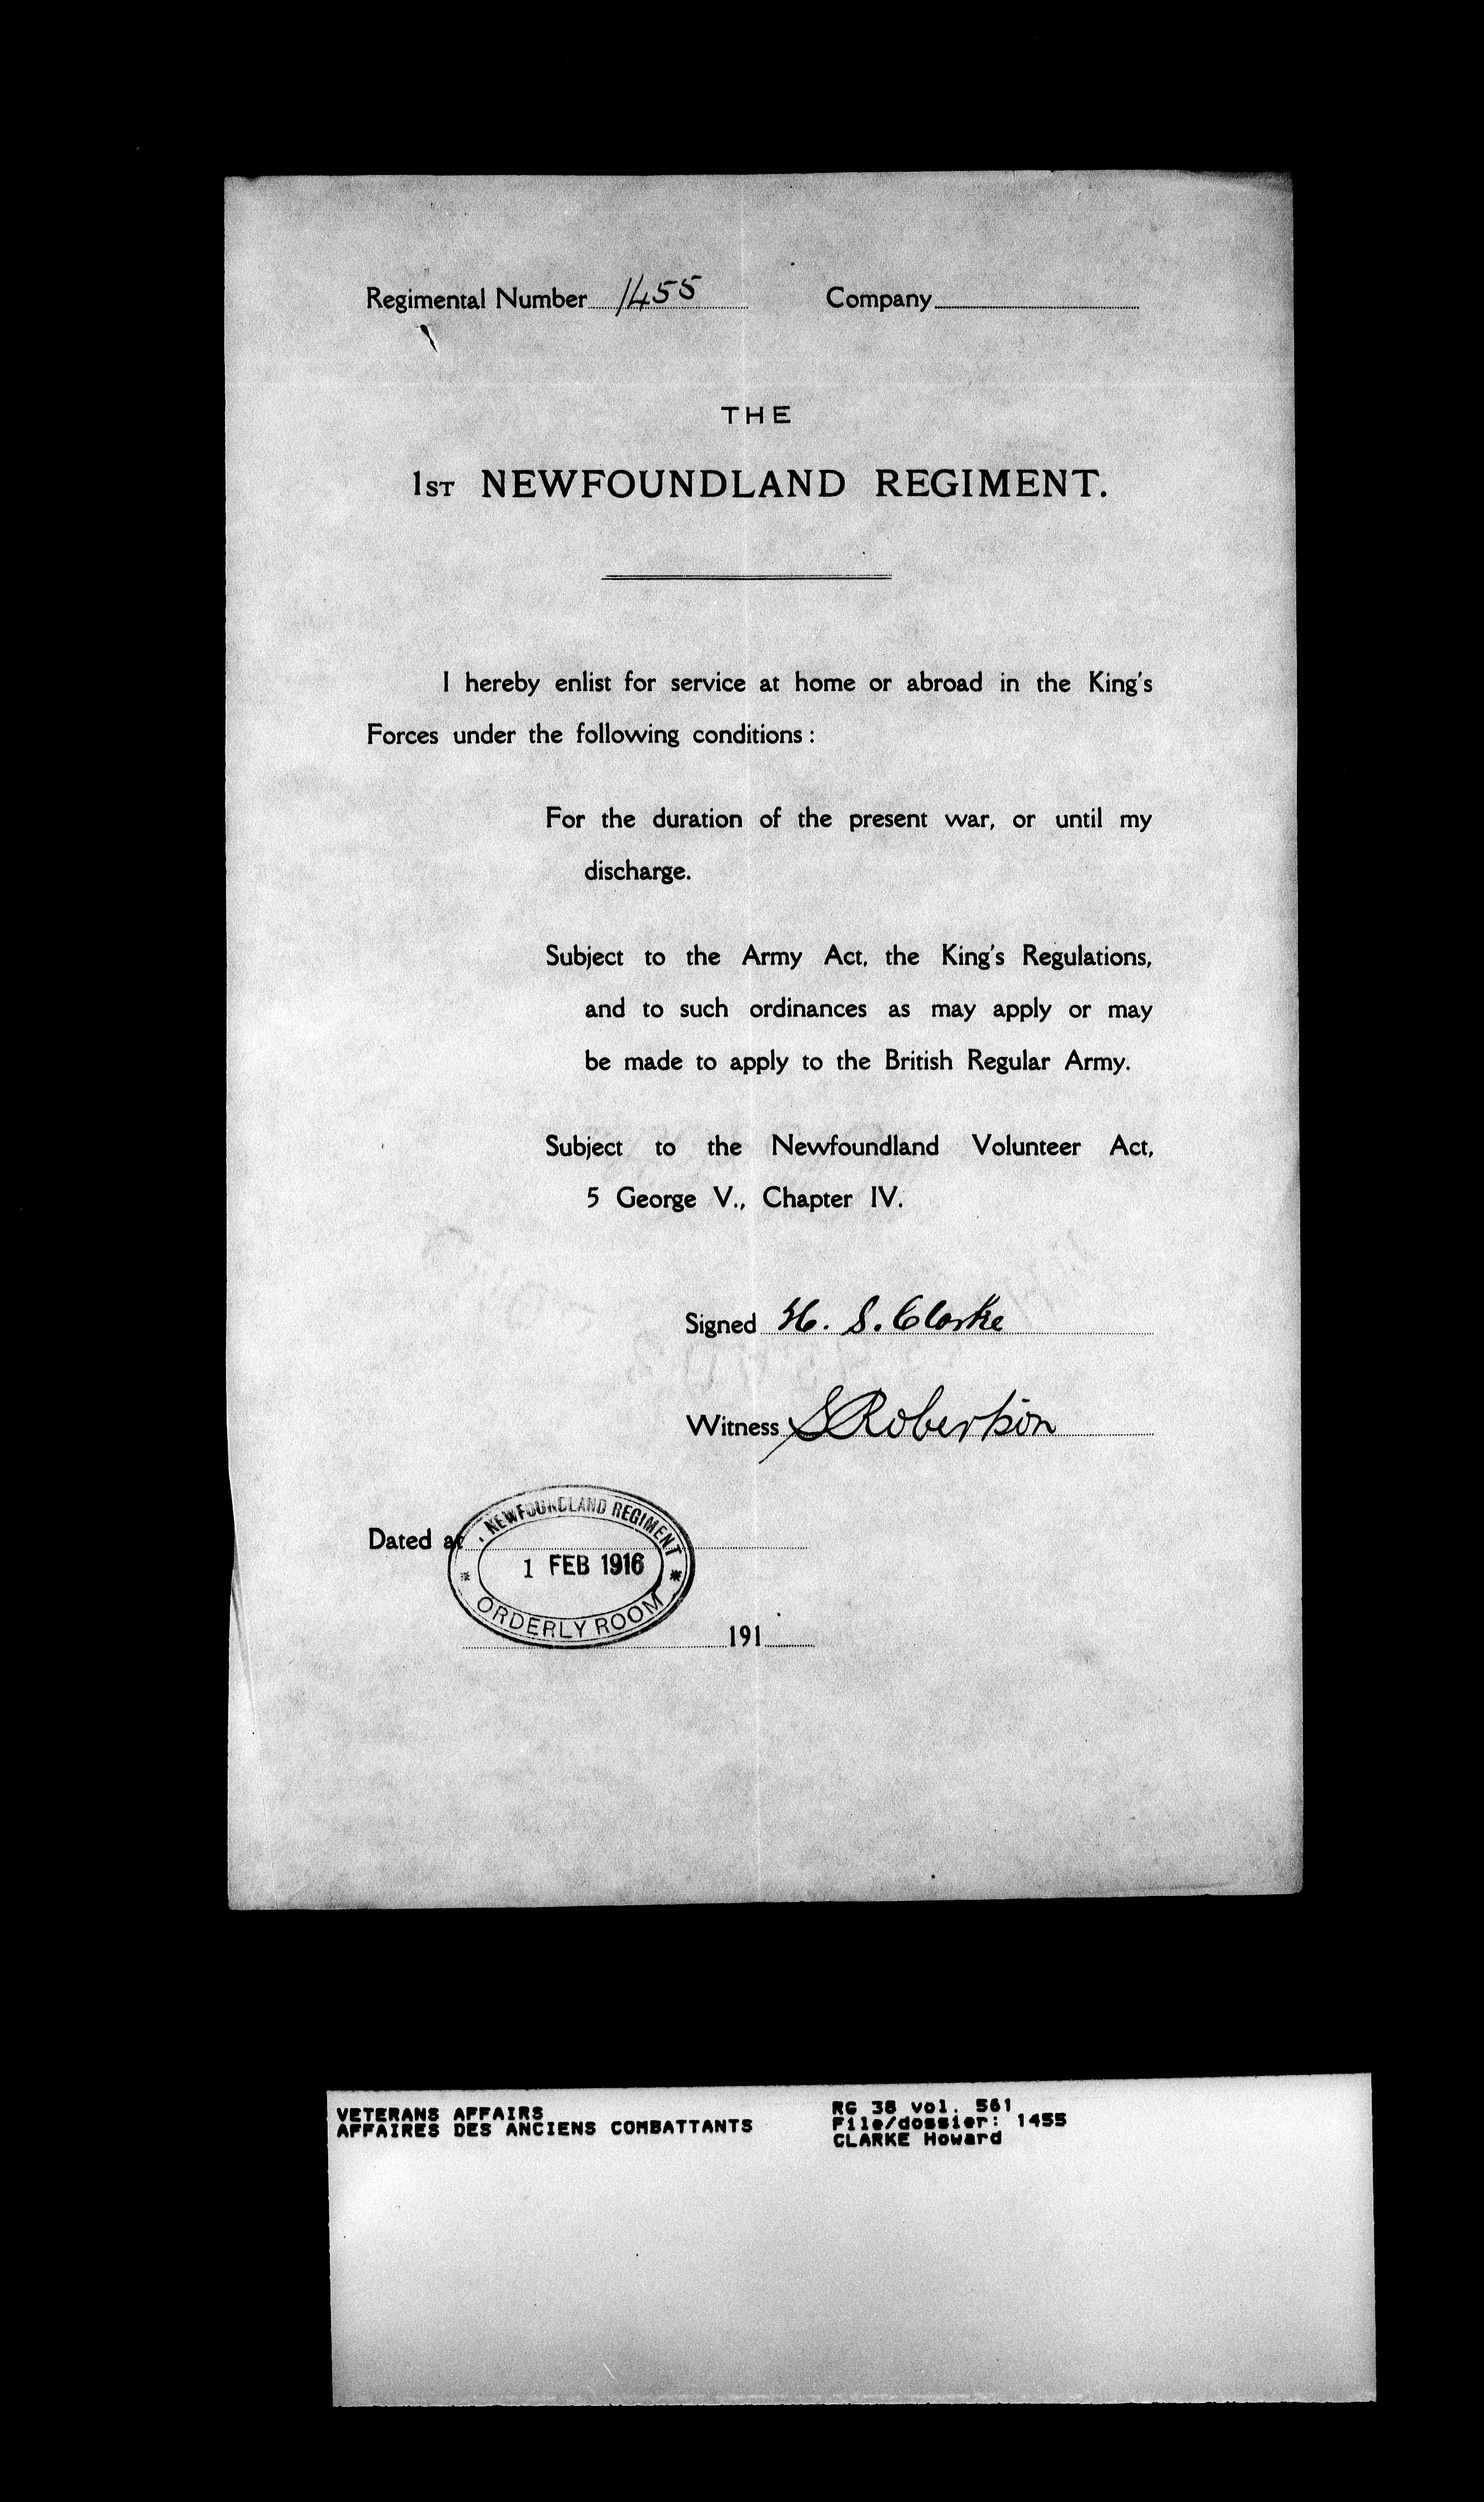 Regimental Number 1455 Company
THE
1ST NEWFOUNDLAND REGIMENT.
I hereby enlist for service at home or abroad in the King's
Forces under the following conditions:
For the duration of the present war, or until my
discharge.
Subject to the Army Act, the King's Regulations,
and to such ordinances as may apply or may
be made to apply to the British Regular Army.
Subject to the Newfoundland Volunteer Act,
5 George V., Chapter IV.
Signed H. S. Clarke
Witness S Robertson
NEWFOUNDLAND REGIMENT
Dated at
1 FEB 1916
ORDERLY ROOM
191
VETERANS AFFAIRS
AFFAIRES DES ANCIENS COMBATTANTS
RG 38 vol. 561
File/dossier: 1455
CLARKE Howard